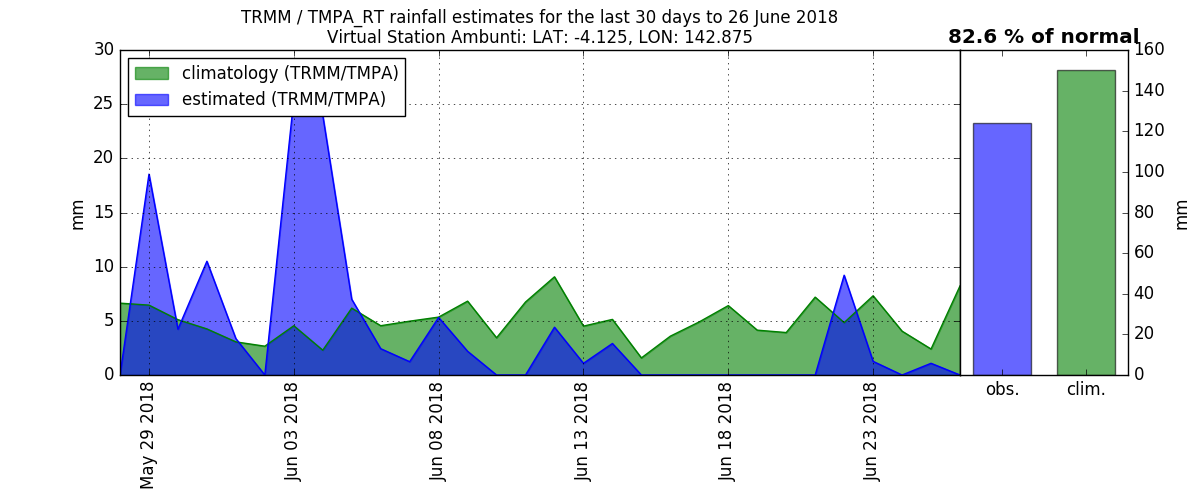 TRMM / TMPA_RT rainfall estimates for the last 30 days to 26 June 2018
Virtual Station Ambunti: LAT: -4.125, LON: 142.875
82.6 % of normal
climatology (TRMM/TMPA)
estimated (TRMM/TMPA)
mm
30
25
20
15
10
5
0
May 29 2018
Jun 03 2018
Jun 08 2018
Jun 13 2018
Jun 18 2018
Jun 23 2018
obs.
clim.
160
140
120
100
80
60
40
20
0
mm